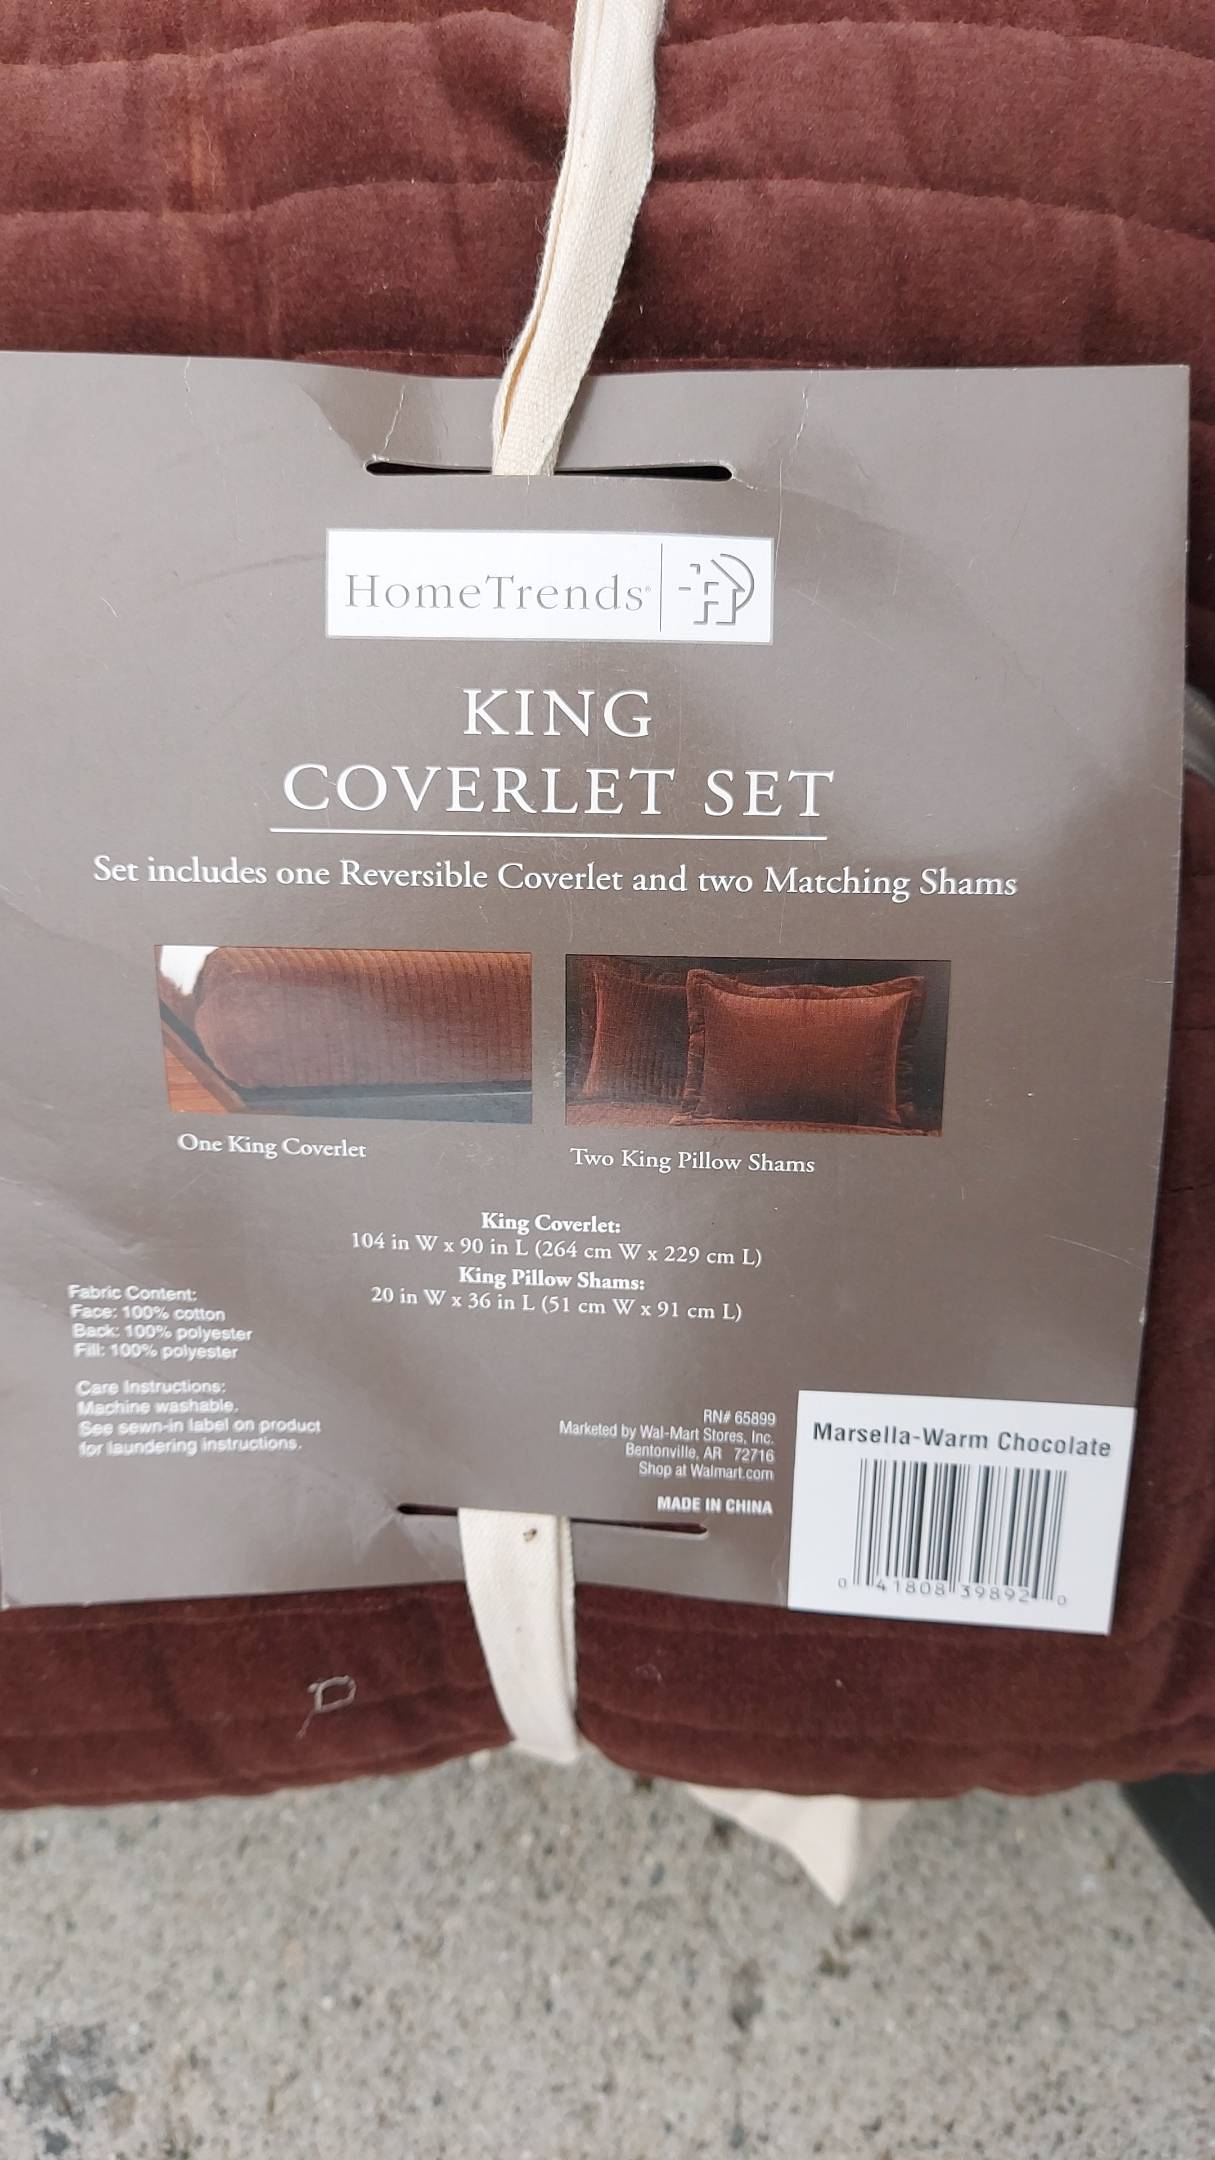 HomeTrends®
KING
COVERLET SET
Set includes one Reversible Coverlet and two Matching Shams
One King Coverlet
Two King Pillow Shams
King Coverlet:
104 in W x 90 in L (264 cm W x 229 cm L)
King Pillow Shams:
20 in W x 36 in L (51 cm W x 91 cm L)
Fabric Content:
Face: 100% cotton
Back: 100% polyester
Fill: 100% polyester
Care Instructions:
Machine washable.
See sewn-in label on product
for laundering instructions.
RN# 65899
Marketed by Wal-Mart Stores, Inc.
Bentonville, AR 72716
Shop at Walmart.com
MADE IN CHINA
Marsella-Warm Chocolate
0 41808 39892 0